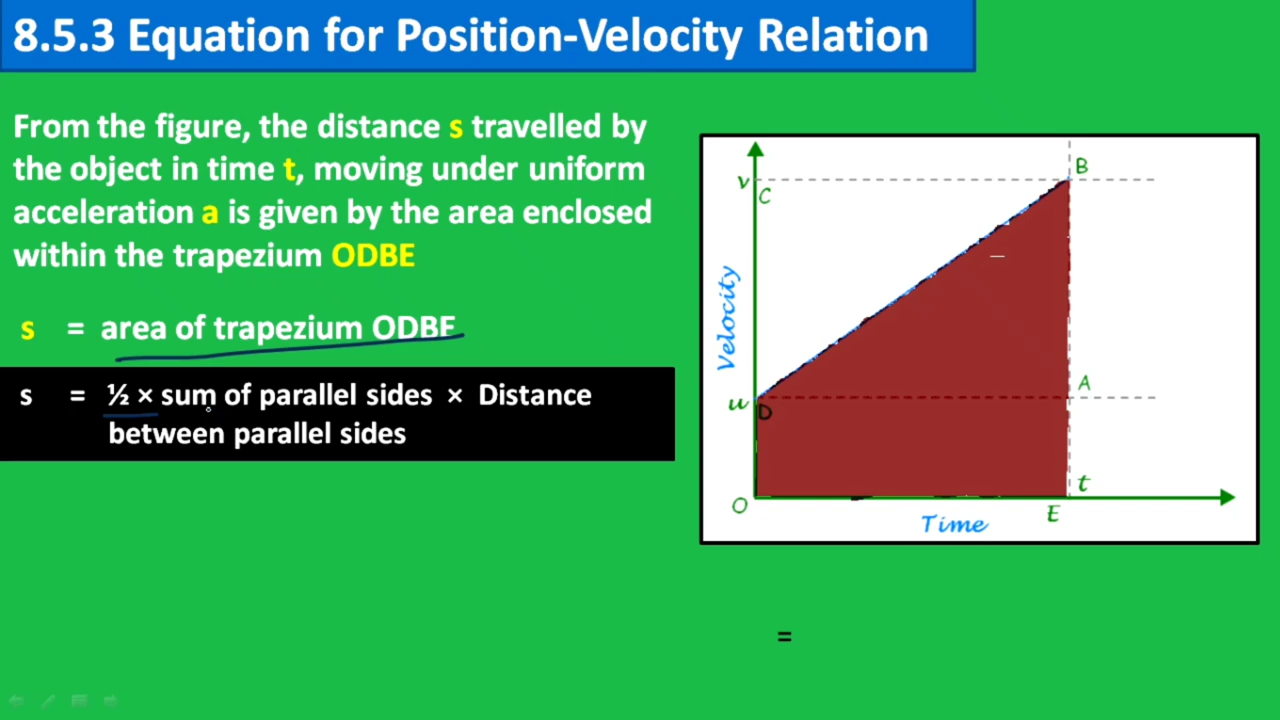 8.5.3 Equation for Position-Velocity Relation
From the figure, the distance s travelled by
the object in time t, moving under uniform
acceleration a is given by the area enclosed
within the trapezium ODBE
s = area of trapezium ODBE
s = ½ × sum of parallel sides × Distance
between parallel sides
B
v
C
Velocity
A
u
D
t
O
E
Time
=